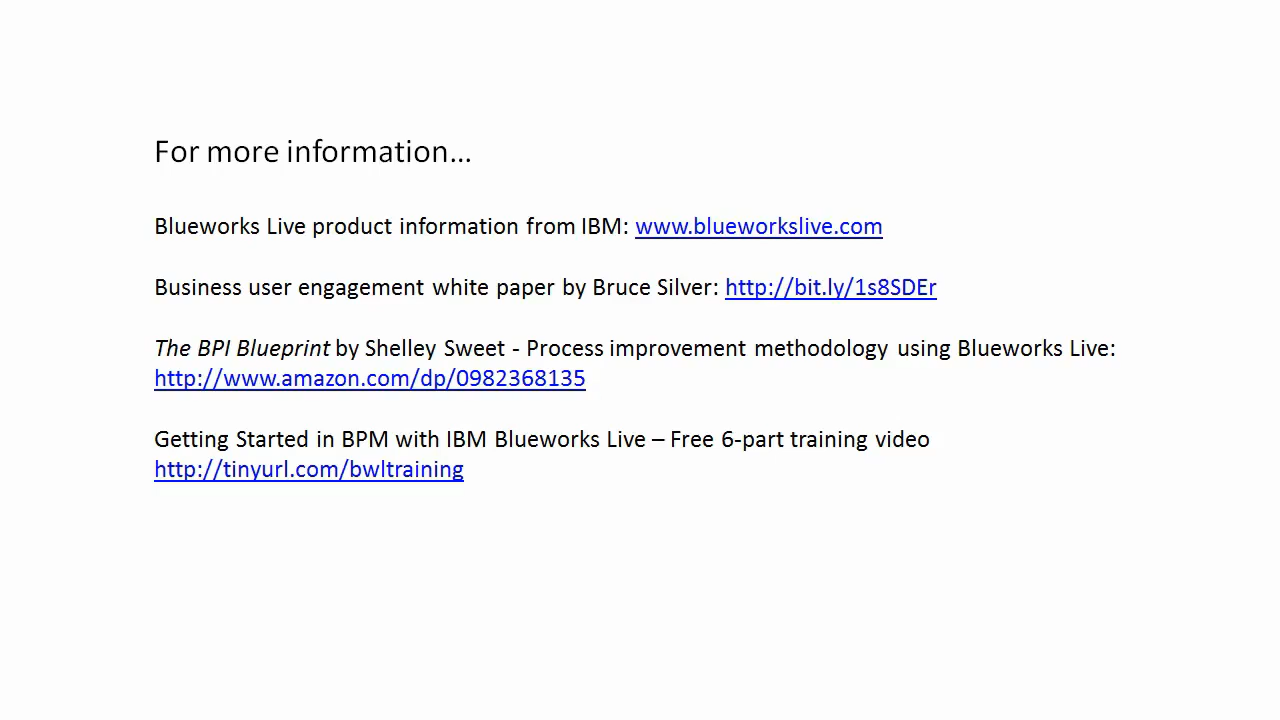 For more information...
Blueworks Live product information from IBM: www.blueworkslive.com
Business user engagement white paper by Bruce Silver: http://bit.ly/1s8SDEr
The BPI Blueprint by Shelley Sweet - Process improvement methodology using Blueworks Live:
http://www.amazon.com/dp/0982368135
Getting Started in BPM with IBM Blueworks Live – Free 6-part training video
http://tinyurl.com/bwltraining